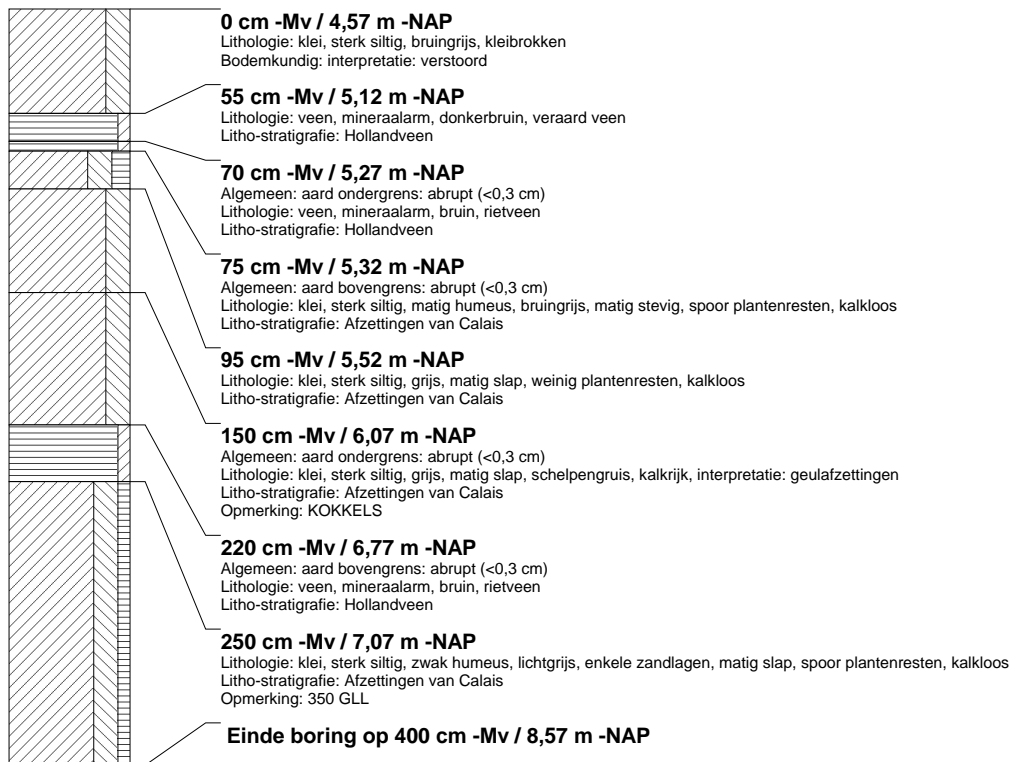 0 cm -Mv / 4,57 m -NAP
Lithologie: klei, sterk siltig, bruingrijs, kleibrokken
Bodemkundig: interpretatie: verstoord
55 cm -Mv / 5,12 m -NAP
Lithologie: veen, mineraalarm, donkerbruin, veraard veen
Litho-stratigrafie: Hollandveen
70 cm -Mv / 5,27 m -NAP
Algemeen: aard ondergrens: abrupt (<0,3 cm)
Lithologie: veen, mineraalarm, bruin, rietveen
Litho-stratigrafie: Hollandveen
75 cm -Mv / 5,32 m -NAP
Algemeen: aard bovengrens: abrupt (<0,3 cm)
Lithologie: klei, sterk siltig, matig humeus, bruingrijs, matig stevig, spoor plantenresten, kalkloos
Litho-stratigrafie: Afzettingen van Calais
95 cm -Mv / 5,52 m -NAP
Lithologie: klei, sterk siltig, grijs, matig slap, weinig plantenresten, kalkloos
Litho-stratigrafie: Afzettingen van Calais
150 cm -Mv / 6,07 m -NAP
Algemeen: aard ondergrens: abrupt (<0,3 cm)
Lithologie: klei, sterk siltig, grijs, matig slap, schelpengruis, kalkrijk, interpretatie: geulafzettingen
Litho-stratigrafie: Afzettingen van Calais
Opmerking: KOKKELS
220 cm -Mv / 6,77 m -NAP
Algemeen: aard bovengrens: abrupt (<0,3 cm)
Lithologie: veen, mineraalarm, bruin, rietveen
Litho-stratigrafie: Hollandveen
250 cm -Mv / 7,07 m -NAP
Lithologie: klei, sterk siltig, zwak humeus, lichtgrijs, enkele zandlagen, matig slap, spoor plantenresten, kalkloos
Litho-stratigrafie: Afzettingen van Calais
Opmerking: 350 GLL
Einde boring op 400 cm -Mv / 8,57 m -NAP